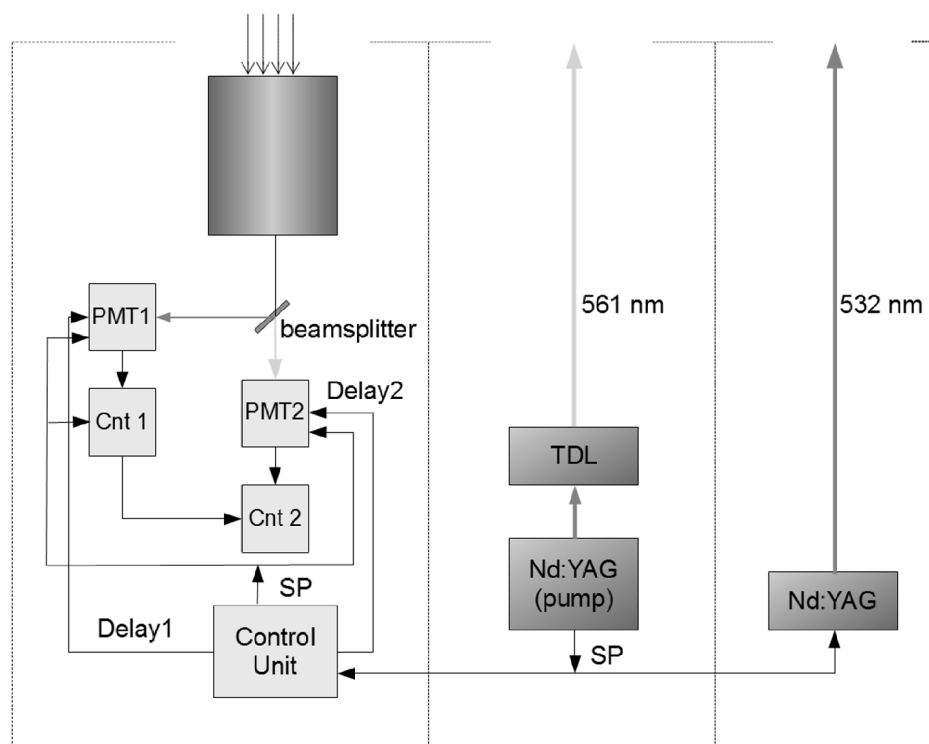 561 nm
532 nm
PMT1
beamsplitter
Delay2
PMT2
Cnt 1
TDL
Cnt 2
Nd:YAG
(pump)
Nd:YAG
SP
Delay1
Control
Unit
SP